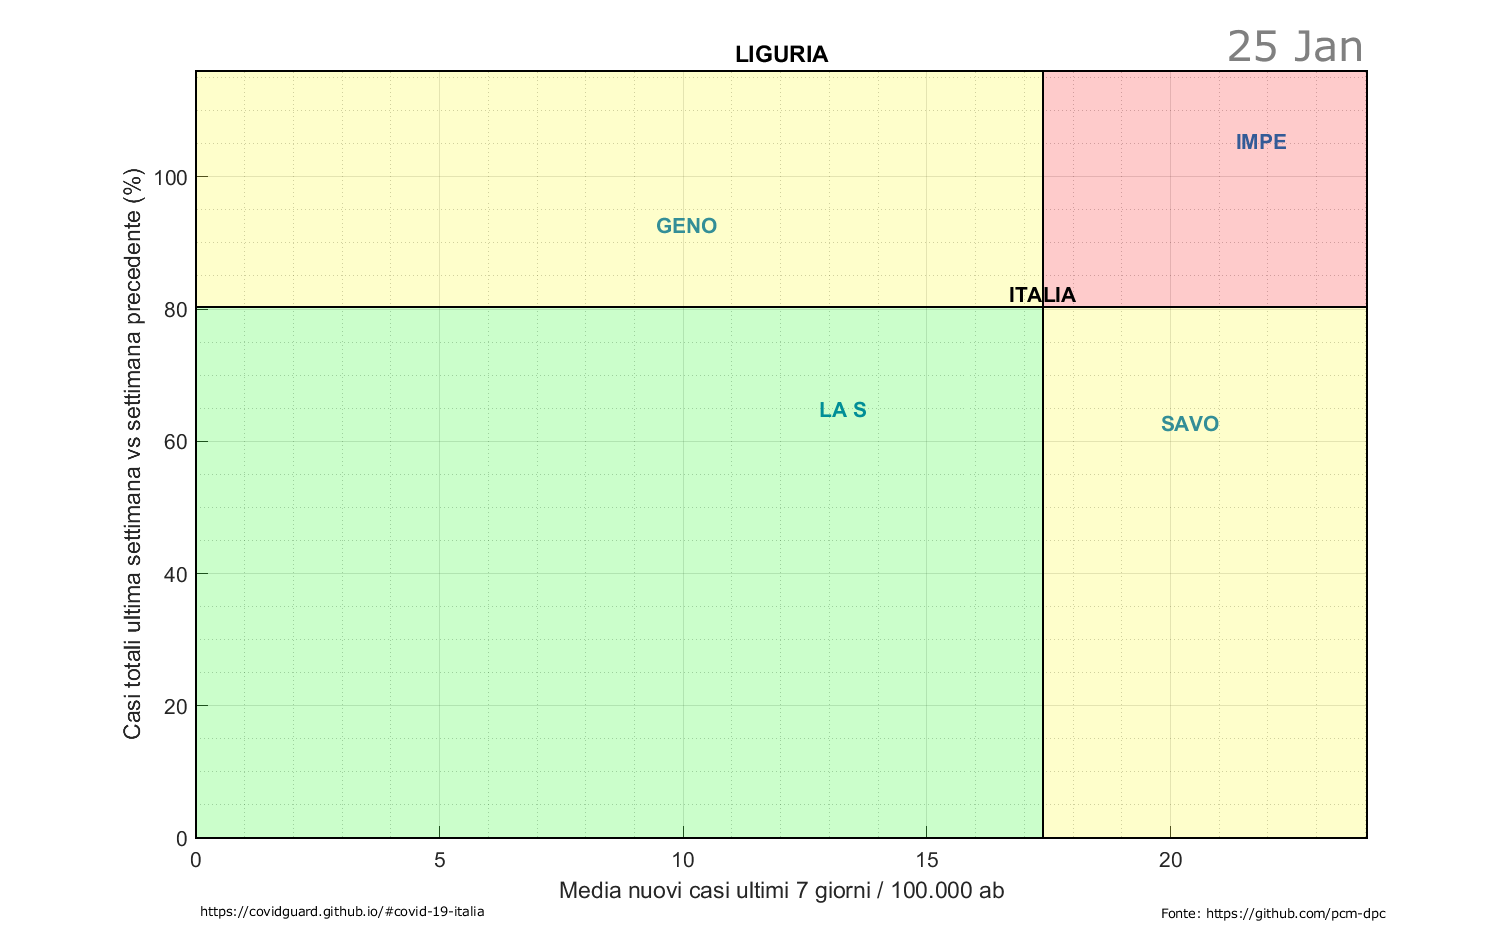 25 Jan
LIGURIA
Casi totali ultima settimana vs settimana precedente (%)
100
80
60
40
20
0
IMPE
GENO
ITALIA
LA S
SAVO
0 5 10 15 20
Media nuovi casi ultimi 7 giorni / 100.000 ab
https://covidguard.github.io/#covid-19-italia
Fonte: https://github.com/pcm-dpc